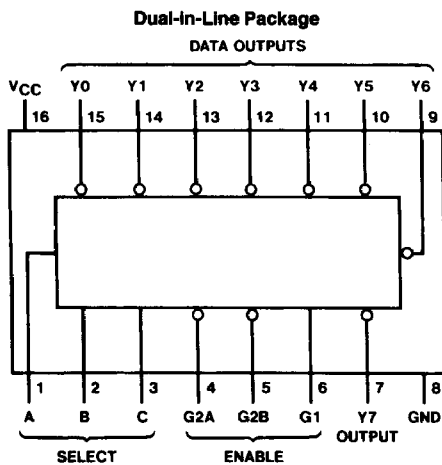 Dual-in-Line Package
DATA OUTPUTS
VCC Y0 Y1 Y2 Y3 Y4 Y5 Y6
16 15 14 13 12 11 10 9
1 2 3 4 5 6 7 8
A B C G2A G2B G1 Y7 GND
OUTPUT
SELECT ENABLE